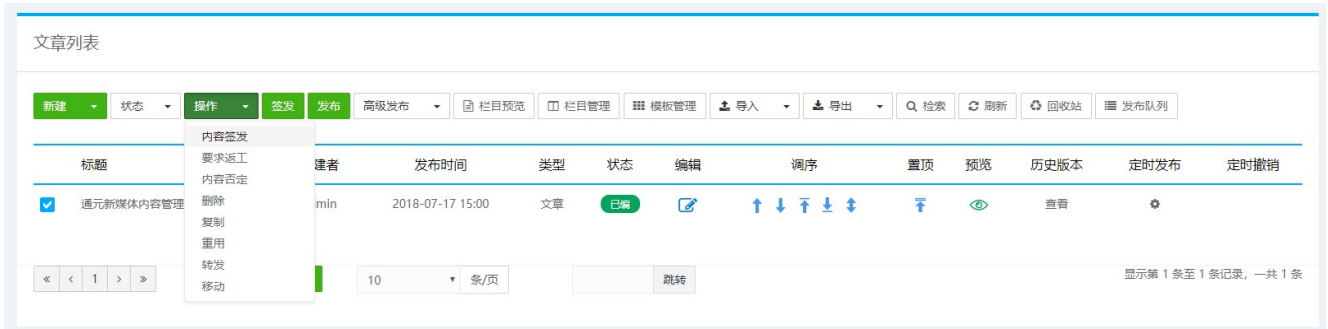 文章列表
新建 状态 操作 签发 发布 高级发布 栏目预览 栏目管理 模板管理 导入 导出 检索 刷新 回收站 发布队列
内容签发
要求返工
内容否定
删除
复制
重用
转发
移动
标题 建者 发布时间 类型 状态 编辑 调序 置顶 预览 历史版本 定时发布 定时撤销
通元新媒体内容管理 min 2018-07-17 15:00 文章 已编 查看
« < 1 > » 10 条/页 跳转 显示第 1 条至 1 条记录，一共 1 条